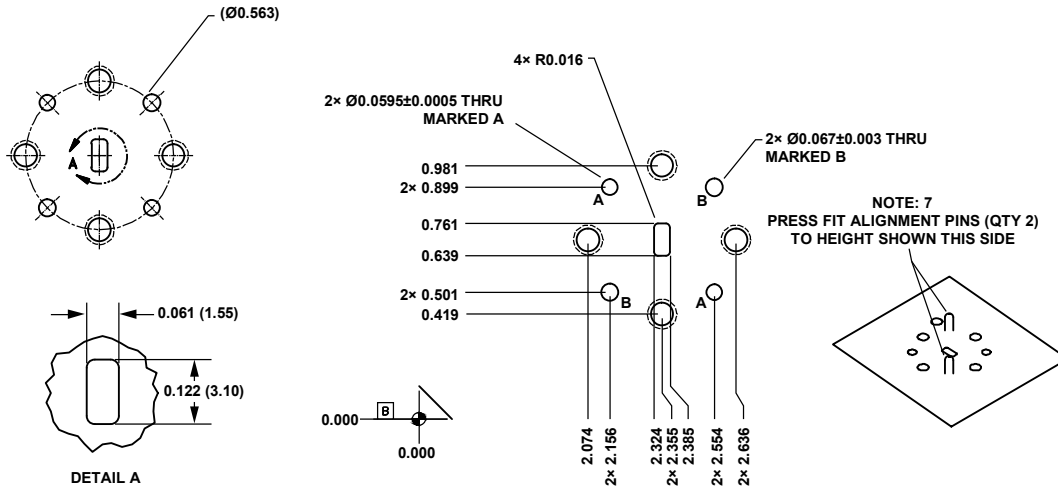 (Ø0.563)
A
0.061 (1.55)
0.122 (3.10)
DETAIL A
4× R0.016
2× Ø0.0595±0.0005 THRU
MARKED A
2× Ø0.067±0.003 THRU
MARKED B
0.981
2× 0.899
0.761
0.639
2× 0.501
0.419
A
B
B
A
0.000
B
0.000
2.074
2× 2.156
2.324
2× 2.355
2.385
2× 2.554
2× 2.636
NOTE: 7
PRESS FIT ALIGNMENT PINS (QTY 2)
TO HEIGHT SHOWN THIS SIDE